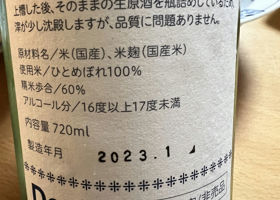 上槽した後、そのままの生原酒を瓶詰めしているため、
滓が少し沈殿しますが、品質に問題ありません。
原材料名／米(国産)、米麹(国産米)
使用米／ひとめぼれ100%
精米歩合／60%
アルコール分／16度以上17度未満
内容量 720ml
製造年月
2023.1
非売品